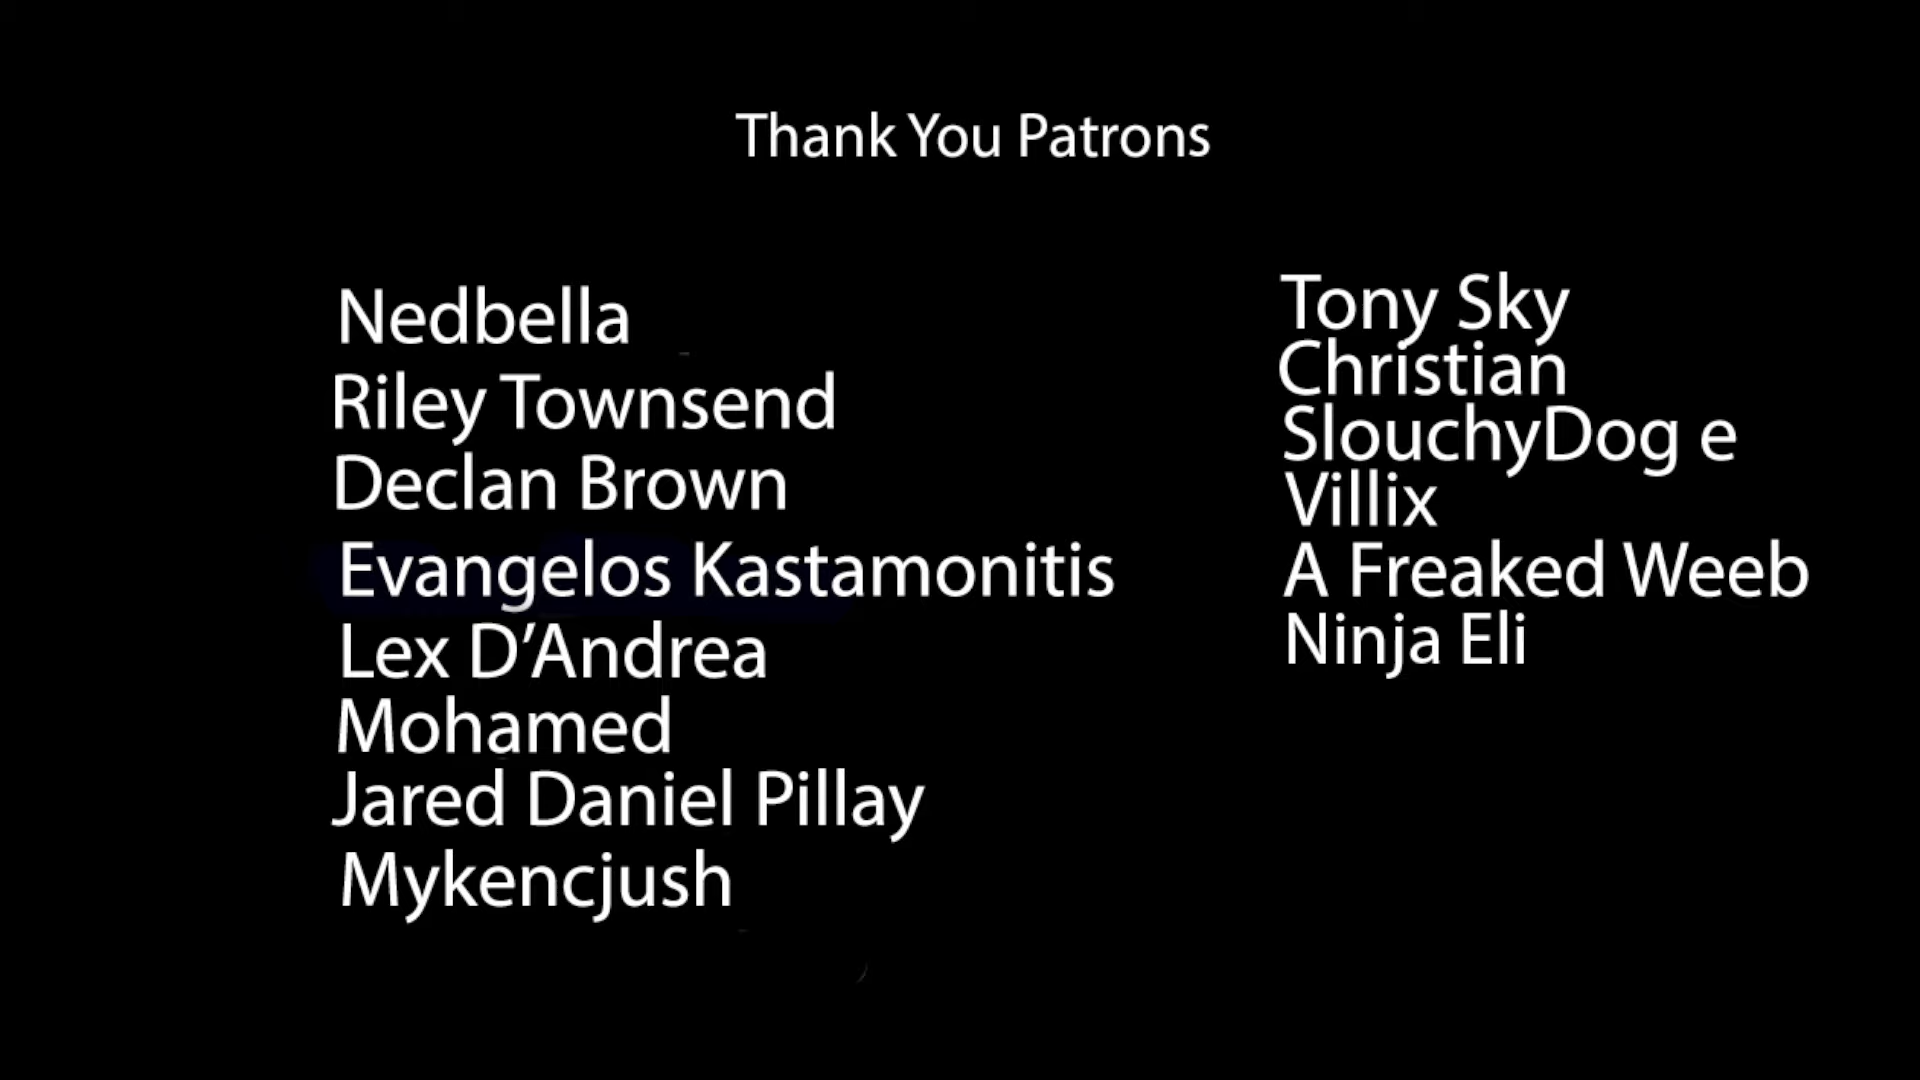 Thank You Patrons
Nedbella
Riley Townsend
Declan Brown
Evangelos Kastamonitis
Lex D’Andrea
Mohamed
Jared Daniel Pillay
Mykencjush
Tony Sky
Christian
SlouchyDog e
Villix
A Freaked Weeb
Ninja Eli